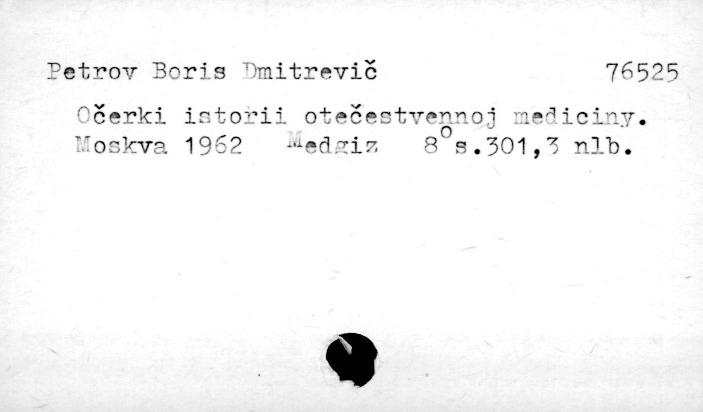 Petrov Boris Dmitrevič 76525
Očerki istorii otečestvennoj mediciny.
Moskva 1962 Medgiz 8° s.301,3 nlb.